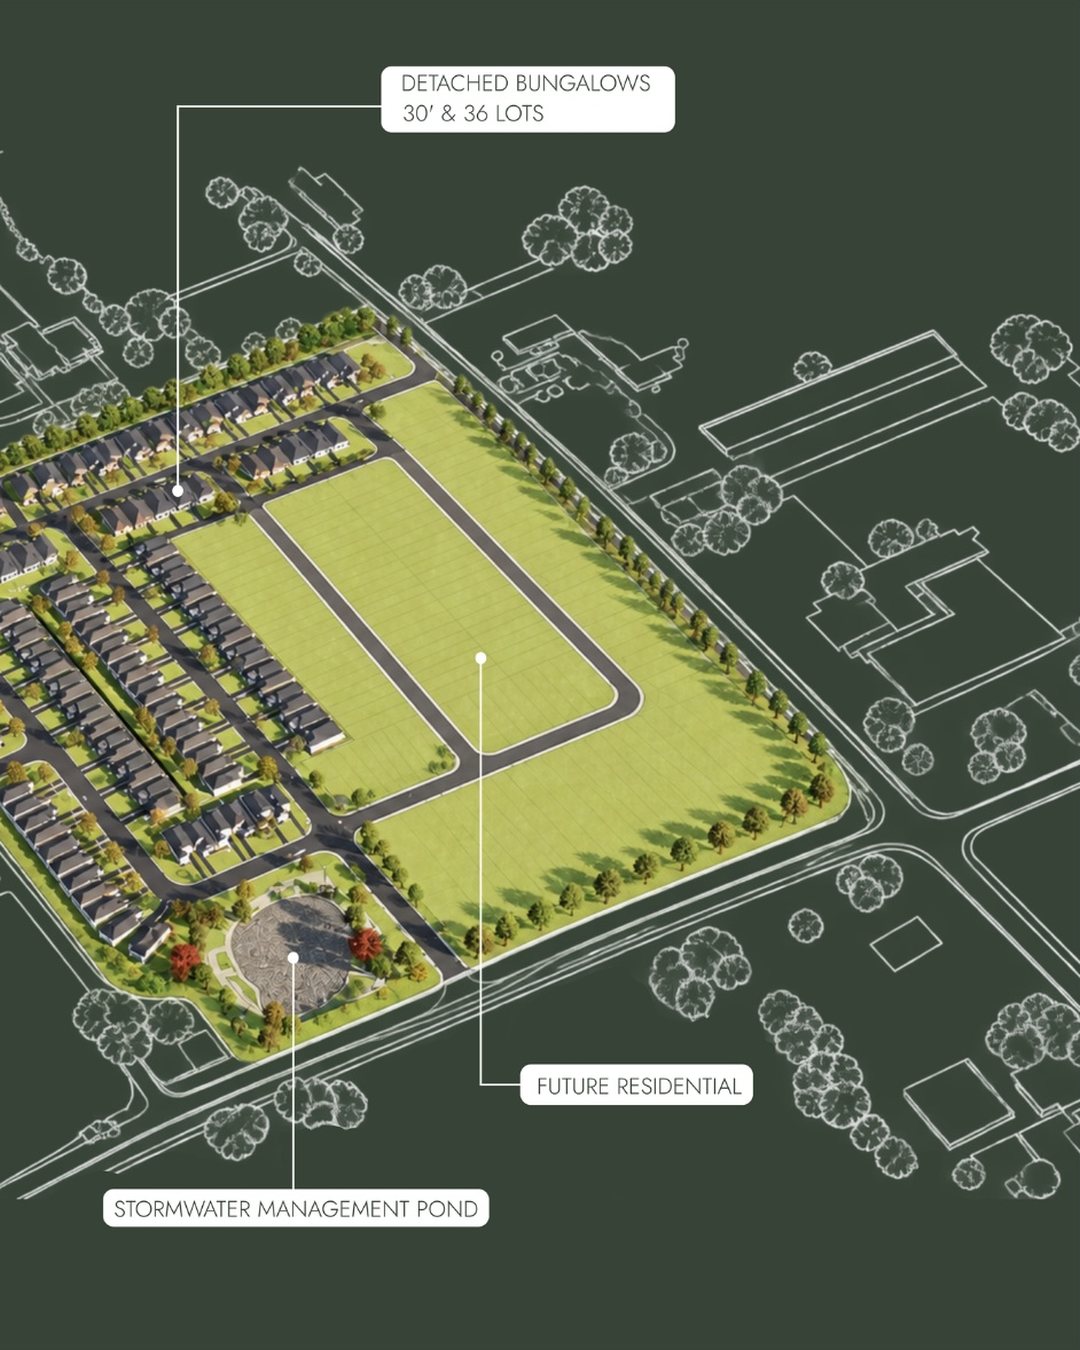 DETACHED BUNGALOWS
30' & 36 LOTS
FUTURE RESIDENTIAL
STORMWATER MANAGEMENT POND